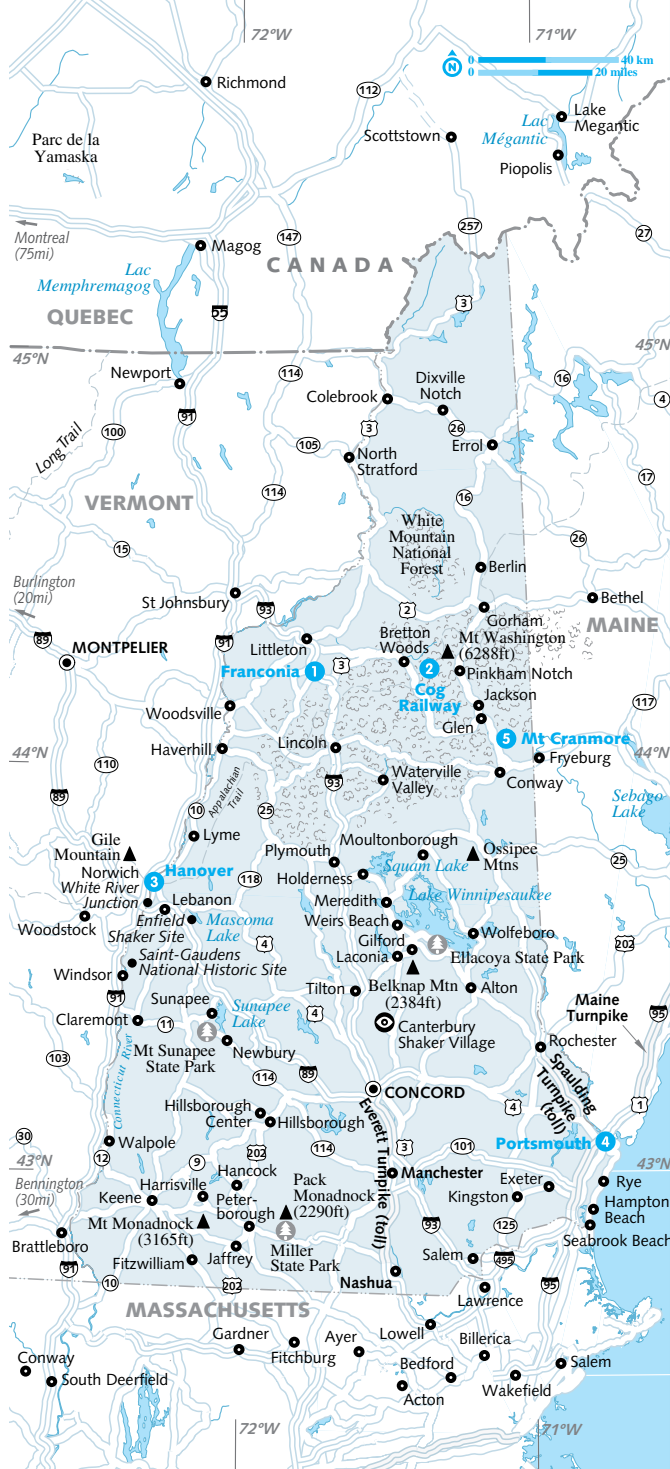 72°W
71°W
0
40 km
N
0
20 miles
Richmond
112
Lake
Megantic
Lac
Mégantic
Scottstown
Parc de la
Yamaska
Piopolis
257
27
Montreal
(75mi)
147
Magog
CANADA
Lac
Memphremagog
3
QUEBEC
55
45°N
45°N
Newport
114
Dixville
Notch
16
91
Colebrook
4
100
3
26
Long Trail
105
Errol
North
Stratford
17
114
16
VERMONT
White
Mountain
National
Forest
15
26
Berlin
Burlington
(20mi)
St Johnsbury
93
2
Bethel
Gorham
89
91
MAINE
MONTPELIER
Littleton
Bretton
Woods
Mt Washington
(6288ft)
Franconia
1
3
2
Pinkham Notch
Cog
Railway
Jackson
117
Woodsville
Glen
5
Mt Cranmore
Haverhill
Lincoln
44°N
44°N
110
Fryeburg
93
Waterville
Valley
Conway
89
Appalachan
Trail
Sebago
Lake
10
25
Lyme
Gile
Mountain
Moultonborough
Ossipee
Mtns
Plymouth
25
Squam Lake
Hanover
Norwich
3
118
Holderness
White River
Junction
Lake Winnipesaukee
Lebanon
Meredith
Woodstock
Enfield
Shaker Site
Mascoma
Lake
Weirs Beach
Wolfeboro
4
Gilford
202
Saint-Gaudens
National Historic Site
Laconia
Ellacoya State Park
Windsor
Belknap Mtn
(2384ft)
Tilton
Alton
91
Sunapee
Sunapee
Lake
Maine
Turnpike
4
95
Claremont
11
Canterbury
Shaker Village
Mt Sunapee
State Park
Newbury
Rochester
103
Connecticut River
89
114
CONCORD
Spaulding
Turnpike
(toll)
Hillsborough
Center
4
1
Hillsborough
Everett Turnpike (toll)
30
Walpole
Portsmouth
4
12
202
114
3
101
43°N
43°N
9
Hancock
Manchester
Bennington
(30mi)
Harrisville
Pack
Monadnock
(2290ft)
Exeter
Rye
Keene
Kingston
Peter-
borough
Hampton
Beach
Mt Monadnock
(3165ft)
93
125
Brattleboro
Seabrook Beach
Miller
State Park
Jaffrey
Salem
Fitzwilliam
495
91
10
202
Nashua
95
Lawrence
MASSACHUSETTS
Gardner
Fitchburg
Ayer
Lowell
Billerica
Conway
Bedford
Salem
South Deerfield
Acton
Wakefield
72°W
71°W